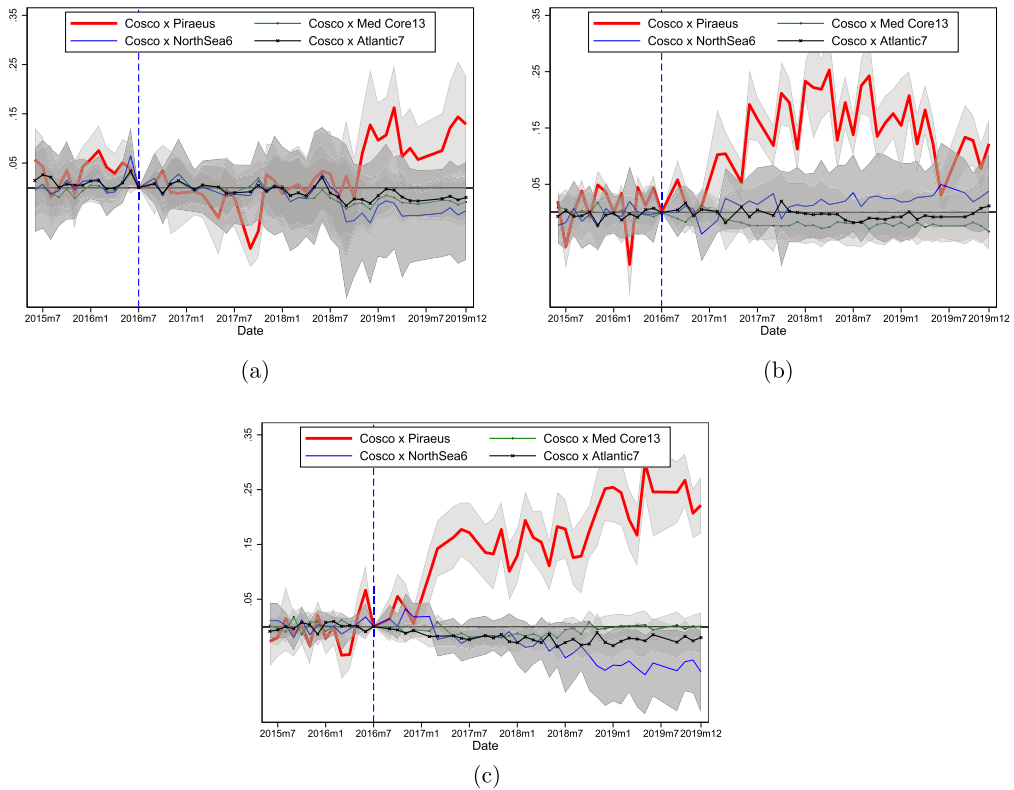 Cosco x Piraeus Cosco x Med Core13
Cosco x NorthSea6 Cosco x Atlantic7
.35
.25
.15
.05
2015m7 2016m1 2016m7 2017m1 2017m7 2018m1 2018m7 2019m1 2019m7 2019m12
Date
(a)
Cosco x Piraeus Cosco x Med Core13
Cosco x NorthSea6 Cosco x Atlantic7
.35
.25
.15
.05
2015m7 2016m1 2016m7 2017m1 2017m7 2018m1 2018m7 2019m1 2019m7 2019m12
Date
(b)
Cosco x Piraeus Cosco x Med Core13
Cosco x NorthSea6 Cosco x Atlantic7
.35
.25
.15
.05
2015m7 2016m1 2016m7 2017m1 2017m7 2018m1 2018m7 2019m1 2019m7 2019m12
Date
(c)